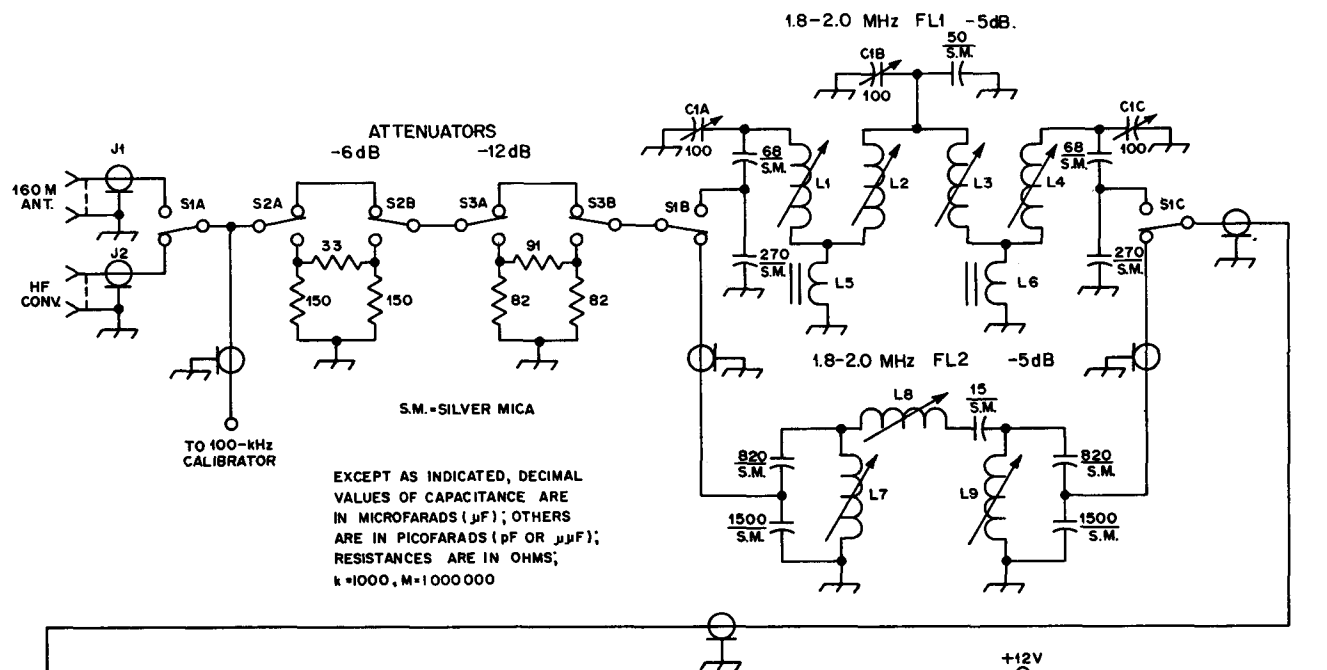 1.8-2.0 MHz FL1 -5dB.
50
S.M.
C1B
100
C1A
100
C1C
100
ATTENUATORS
-6dB
-12dB
J1
160 M
ANT.
S1A
S2A
S2B
S3A
S3B
S1B
S1C
68
S.M.
L1
L2
L3
L4
68
S.M.
J2
HF
CONV.
33
150
150
91
82
82
270
S.M.
L5
L6
270
S.M.
1.8-2.0 MHz FL2 -5dB
S.M.=SILVER MICA
TO 100-kHz
CALIBRATOR
L8
15
S.M.
820
S.M.
L7
L9
820
S.M.
1500
S.M.
1500
S.M.
EXCEPT AS INDICATED, DECIMAL
VALUES OF CAPACITANCE ARE
IN MICROFARADS (µF); OTHERS
ARE IN PICOFARADS (pF OR µµF);
RESISTANCES ARE IN OHMS;
k=1000, M=1000000
+12V